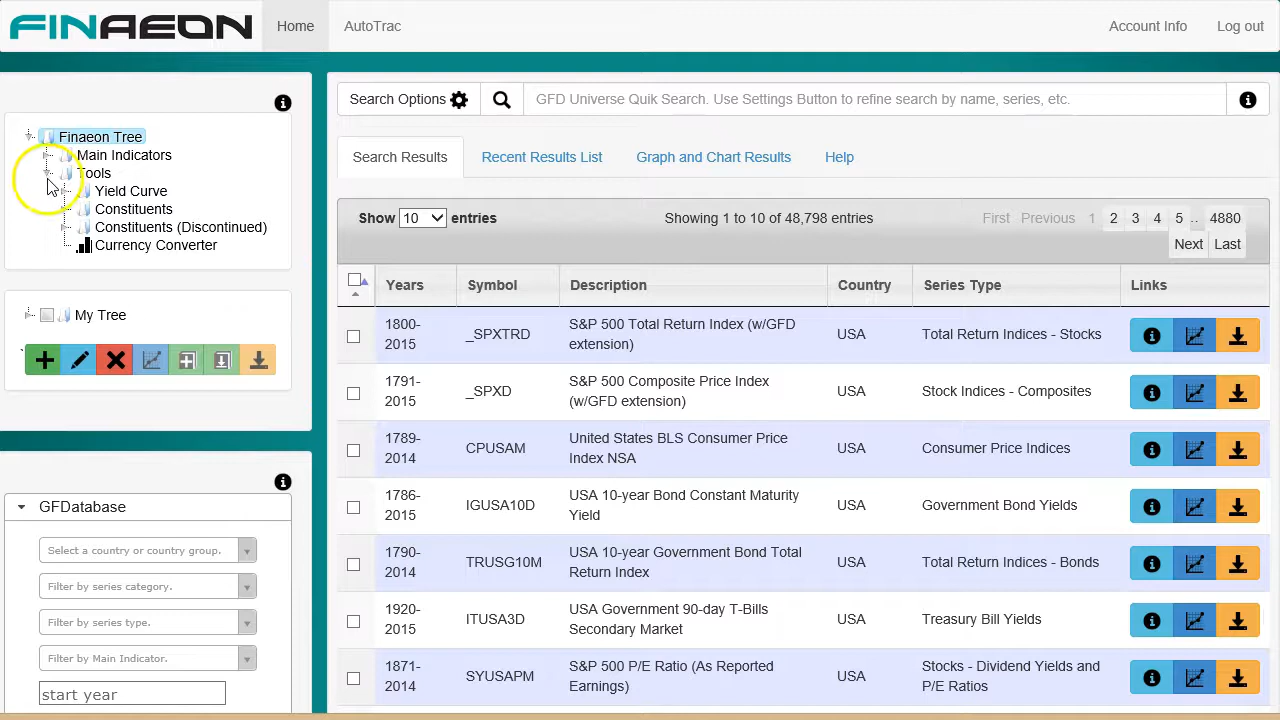 FINAEON
Home
AutoTrac
Account Info
Log out
Finaeon Tree
Main Indicators
Tools
Yield Curve
Constituents
Constituents (Discontinued)
Currency Converter
My Tree
GFDatabase
Select a country or country group.
Filter by series category.
Filter by series type.
Filter by Main Indicator.
start year
Search Options
GFD Universe Quik Search. Use Settings Button to refine search by name, series, etc.
Search Results
Recent Results List
Graph and Chart Results
Help
Show 10 entries
Showing 1 to 10 of 48,798 entries
First Previous 1 2 3 4 5 .. 4880
Next Last
Years Symbol Description Country Series Type Links
1800-
2015
_SPXTRD
S&P 500 Total Return Index (w/GFD
extension)
USA
Total Return Indices - Stocks
1791-
2015
_SPXD
S&P 500 Composite Price Index
(w/GFD extension)
USA
Stock Indices - Composites
1789-
2014
CPUSAM
United States BLS Consumer Price
Index NSA
USA
Consumer Price Indices
1786-
2015
IGUSA10D
USA 10-year Bond Constant Maturity
Yield
USA
Government Bond Yields
1790-
2014
TRUSG10M
USA 10-year Government Bond Total
Return Index
USA
Total Return Indices - Bonds
1920-
2015
ITUSA3D
USA Government 90-day T-Bills
Secondary Market
USA
Treasury Bill Yields
1871-
2014
SYUSAPM
S&P 500 P/E Ratio (As Reported
Earnings)
USA
Stocks - Dividend Yields and
P/E Ratios